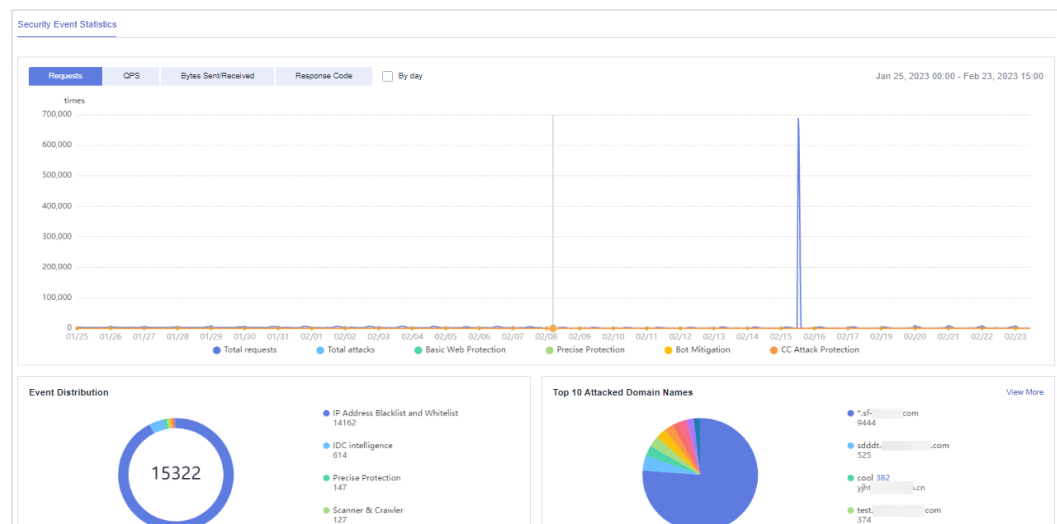 Security Event Statistics
Requests QPS Bytes Sent/Received Response Code By day Jan 25, 2023 00:00 - Feb 23, 2023 15:00
times
700,000
600,000
500,000
400,000
300,000
200,000
100,000
0
01/25 01/26 01/27 01/28 01/29 01/30 01/31 02/01 02/02 02/03 02/04 02/05 02/06 02/07 02/08 02/09 02/10 02/11 02/12 02/13 02/14 02/15 02/16 02/17 02/19 02/20 02/21 02/22 02/23
Total requests Total attacks Basic Web Protection Precise Protection Bot Mitigation CC Attack Protection
Event Distribution
15322
IP Address Blacklist and Whitelist
14162
IDC intelligence
614
Precise Protection
147
Scanner & Crawler
127
Top 10 Attacked Domain Names View More
*.sf- com
9444
sdddt. .com
525
cool 382
yjht .cn
test. com
374